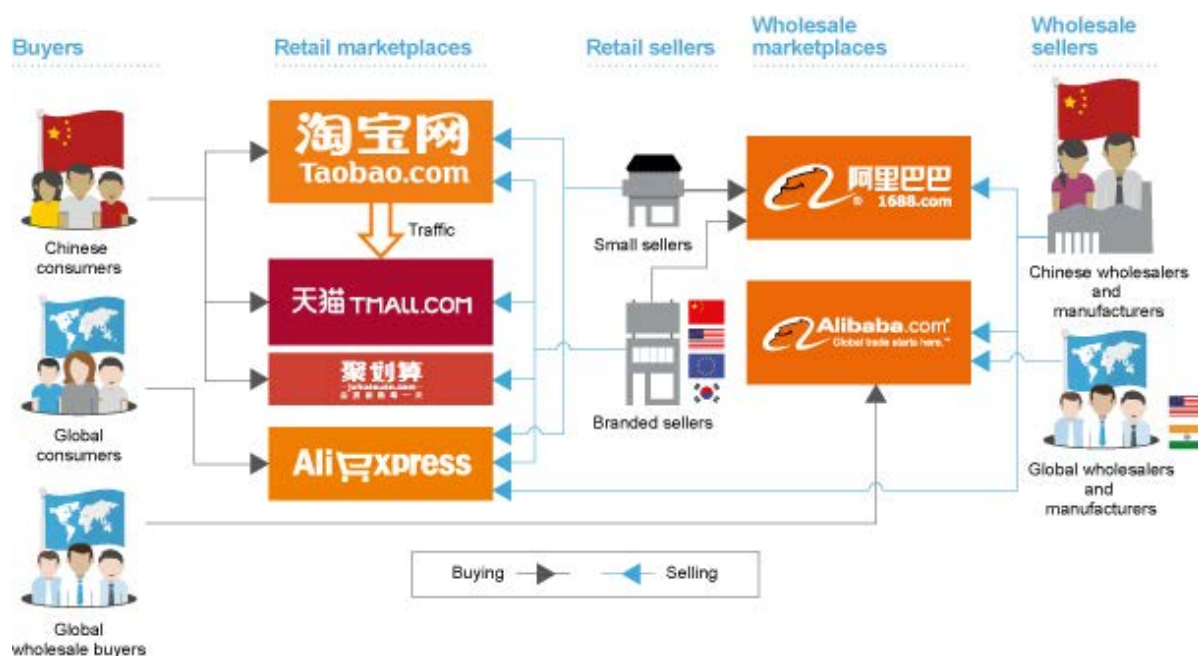 Buyers
Retail marketplaces
Retail sellers
Wholesale
marketplaces
Wholesale
sellers
淘宝网
Taobao.com
Traffic
天猫 TMALL.COM
聚划算
AliExpress
Chinese
consumers
Global
consumers
Global
wholesale buyers
Small sellers
Branded sellers
阿里巴巴
® 1688.com
Alibaba.com
Global trade starts here.™
Chinese wholesalers
and
manufacturers
Global wholesalers
and
manufacturers
Buying
Selling